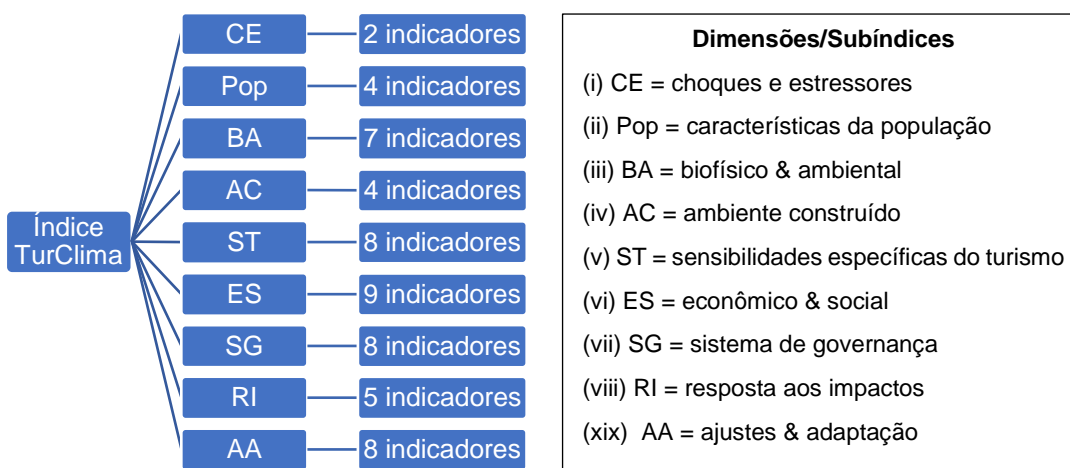 Índice
TurClima
CE
2 indicadores
Pop
4 indicadores
BA
7 indicadores
AC
4 indicadores
ST
8 indicadores
ES
9 indicadores
SG
8 indicadores
RI
5 indicadores
AA
8 indicadores
Dimensões/Subíndices
(i) CE = choques e estressores
(ii) Pop = características da população
(iii) BA = biofísico & ambiental
(iv) AC = ambiente construído
(v) ST = sensibilidades específicas do turismo
(vi) ES = econômico & social
(vii) SG = sistema de governança
(viii) RI = resposta aos impactos
(xix) AA = ajustes & adaptação